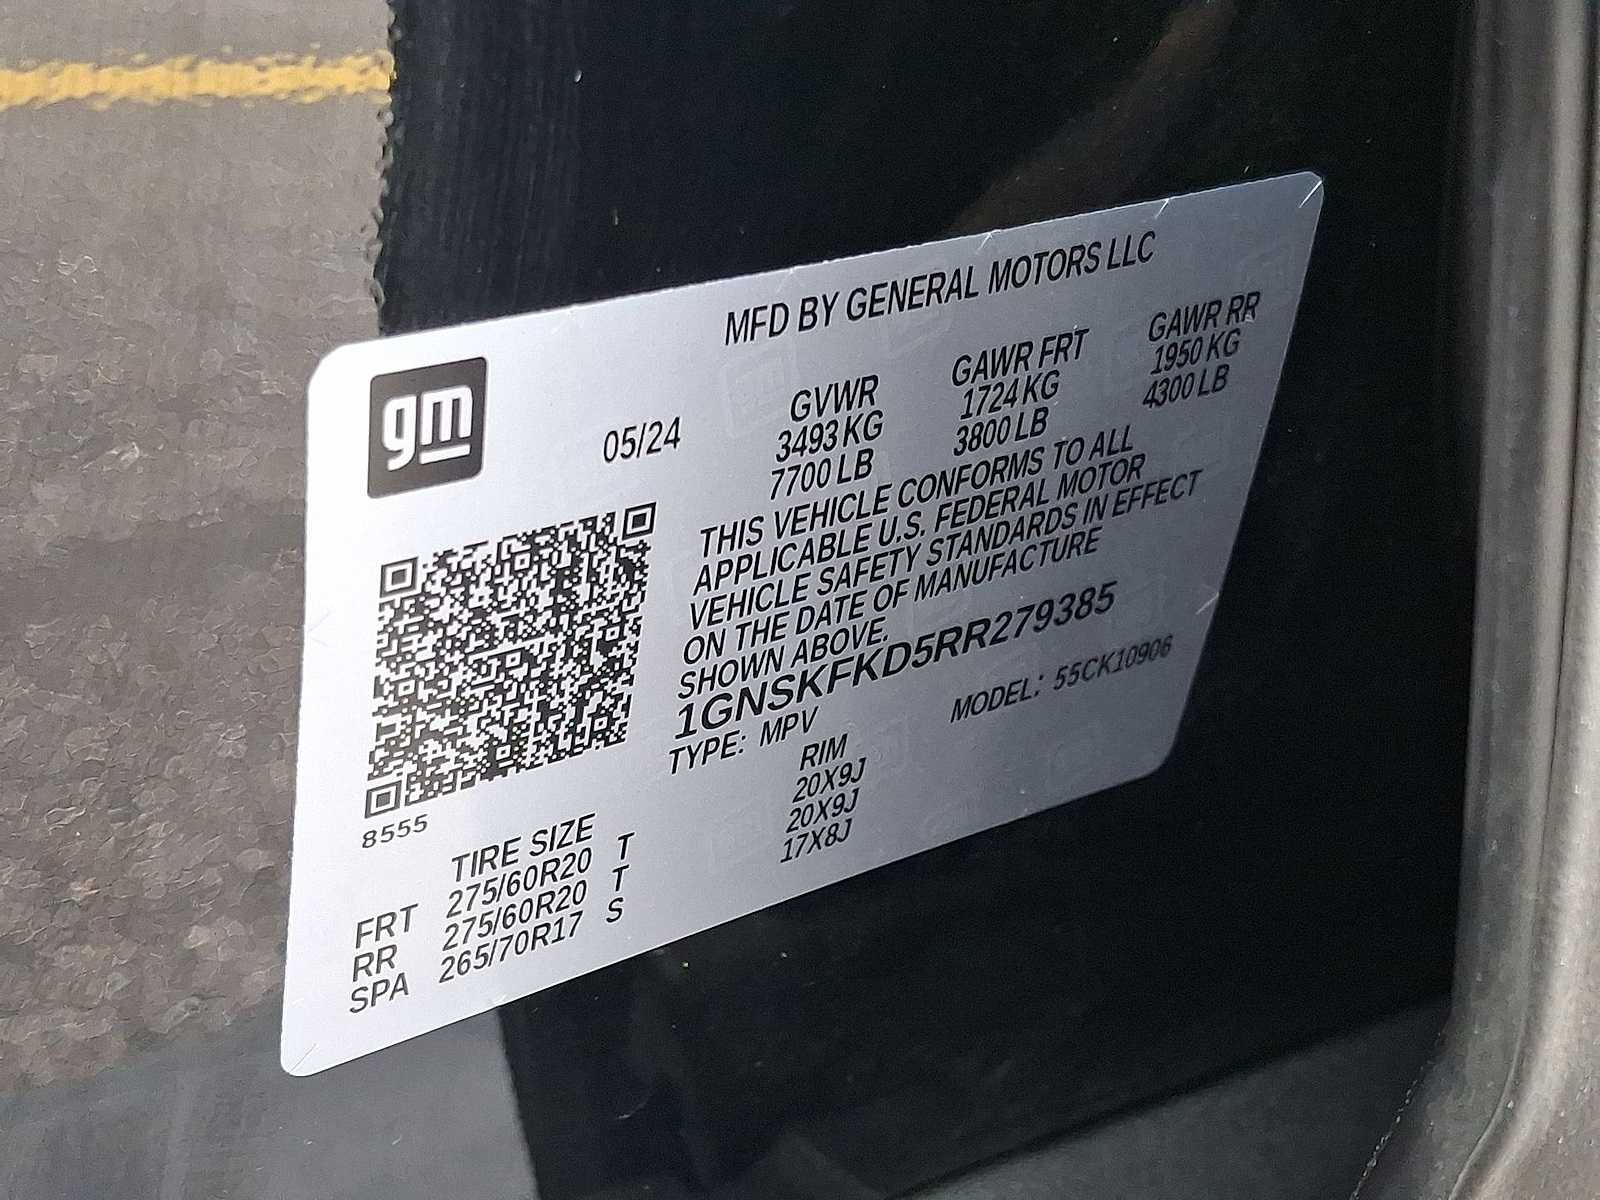 MFD BY GENERAL MOTORS LLC
gm
05/24
GVWR GAWR FRT GAWR RR
3493 KG 1724 KG 1950 KG
7700 LB 3800 LB 4300 LB
THIS VEHICLE CONFORMS TO ALL
APPLICABLE U.S. FEDERAL MOTOR
VEHICLE SAFETY STANDARDS IN EFFECT
ON THE DATE OF MANUFACTURE
SHOWN ABOVE.
1GNSKFKD5RR279385
TYPE: MPV MODEL: 55CK10906
8555
TIRE SIZE RIM
FRT 275/60R20 T 20X9J
RR 275/60R20 T 20X9J
SPA 265/70R17 S 17X8J